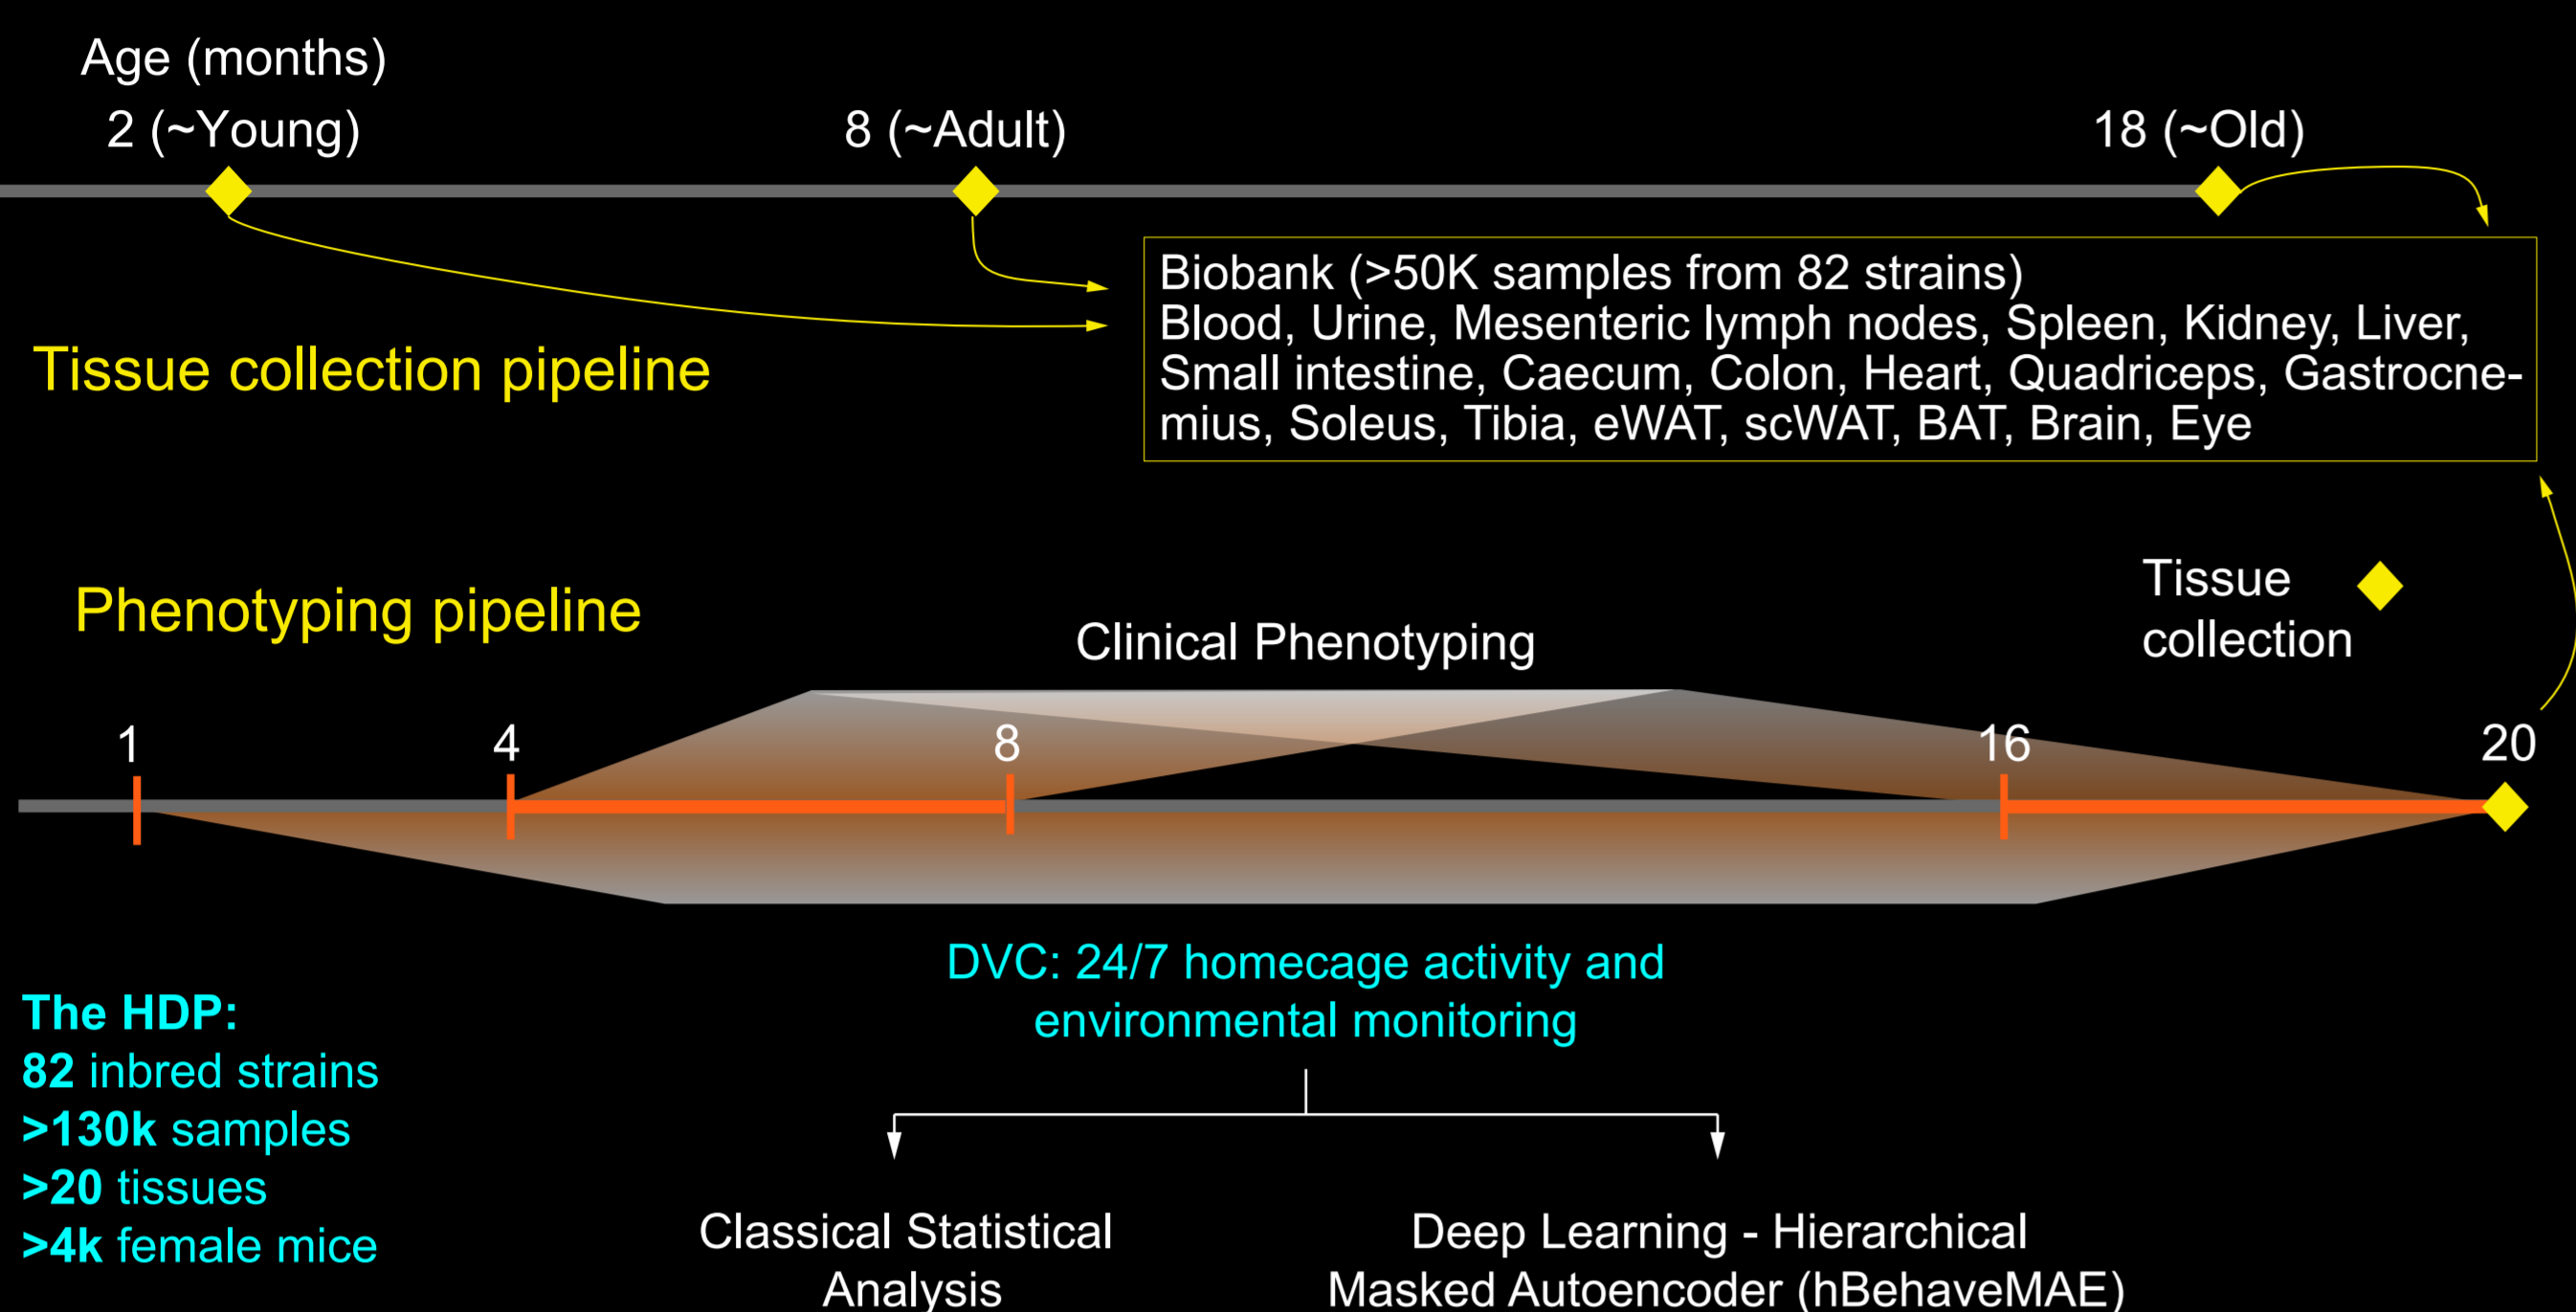 Age (months)
2 (~Young)
8 (~Adult)
18 (~Old)
Biobank (>50K samples from 82 strains)
Blood, Urine, Mesenteric lymph nodes, Spleen, Kidney, Liver,
Small intestine, Caecum, Colon, Heart, Quadriceps, Gastrocne-
mius, Soleus, Tibia, eWAT, scWAT, BAT, Brain, Eye
Tissue collection pipeline
Phenotyping pipeline
Tissue
collection
Clinical Phenotyping
1
4
8
16
20
DVC: 24/7 homecage activity and
environmental monitoring
The HDP:
82 inbred strains
>130k samples
>20 tissues
>4k female mice
Classical Statistical
Analysis
Deep Learning - Hierarchical
Masked Autoencoder (hBehaveMAE)